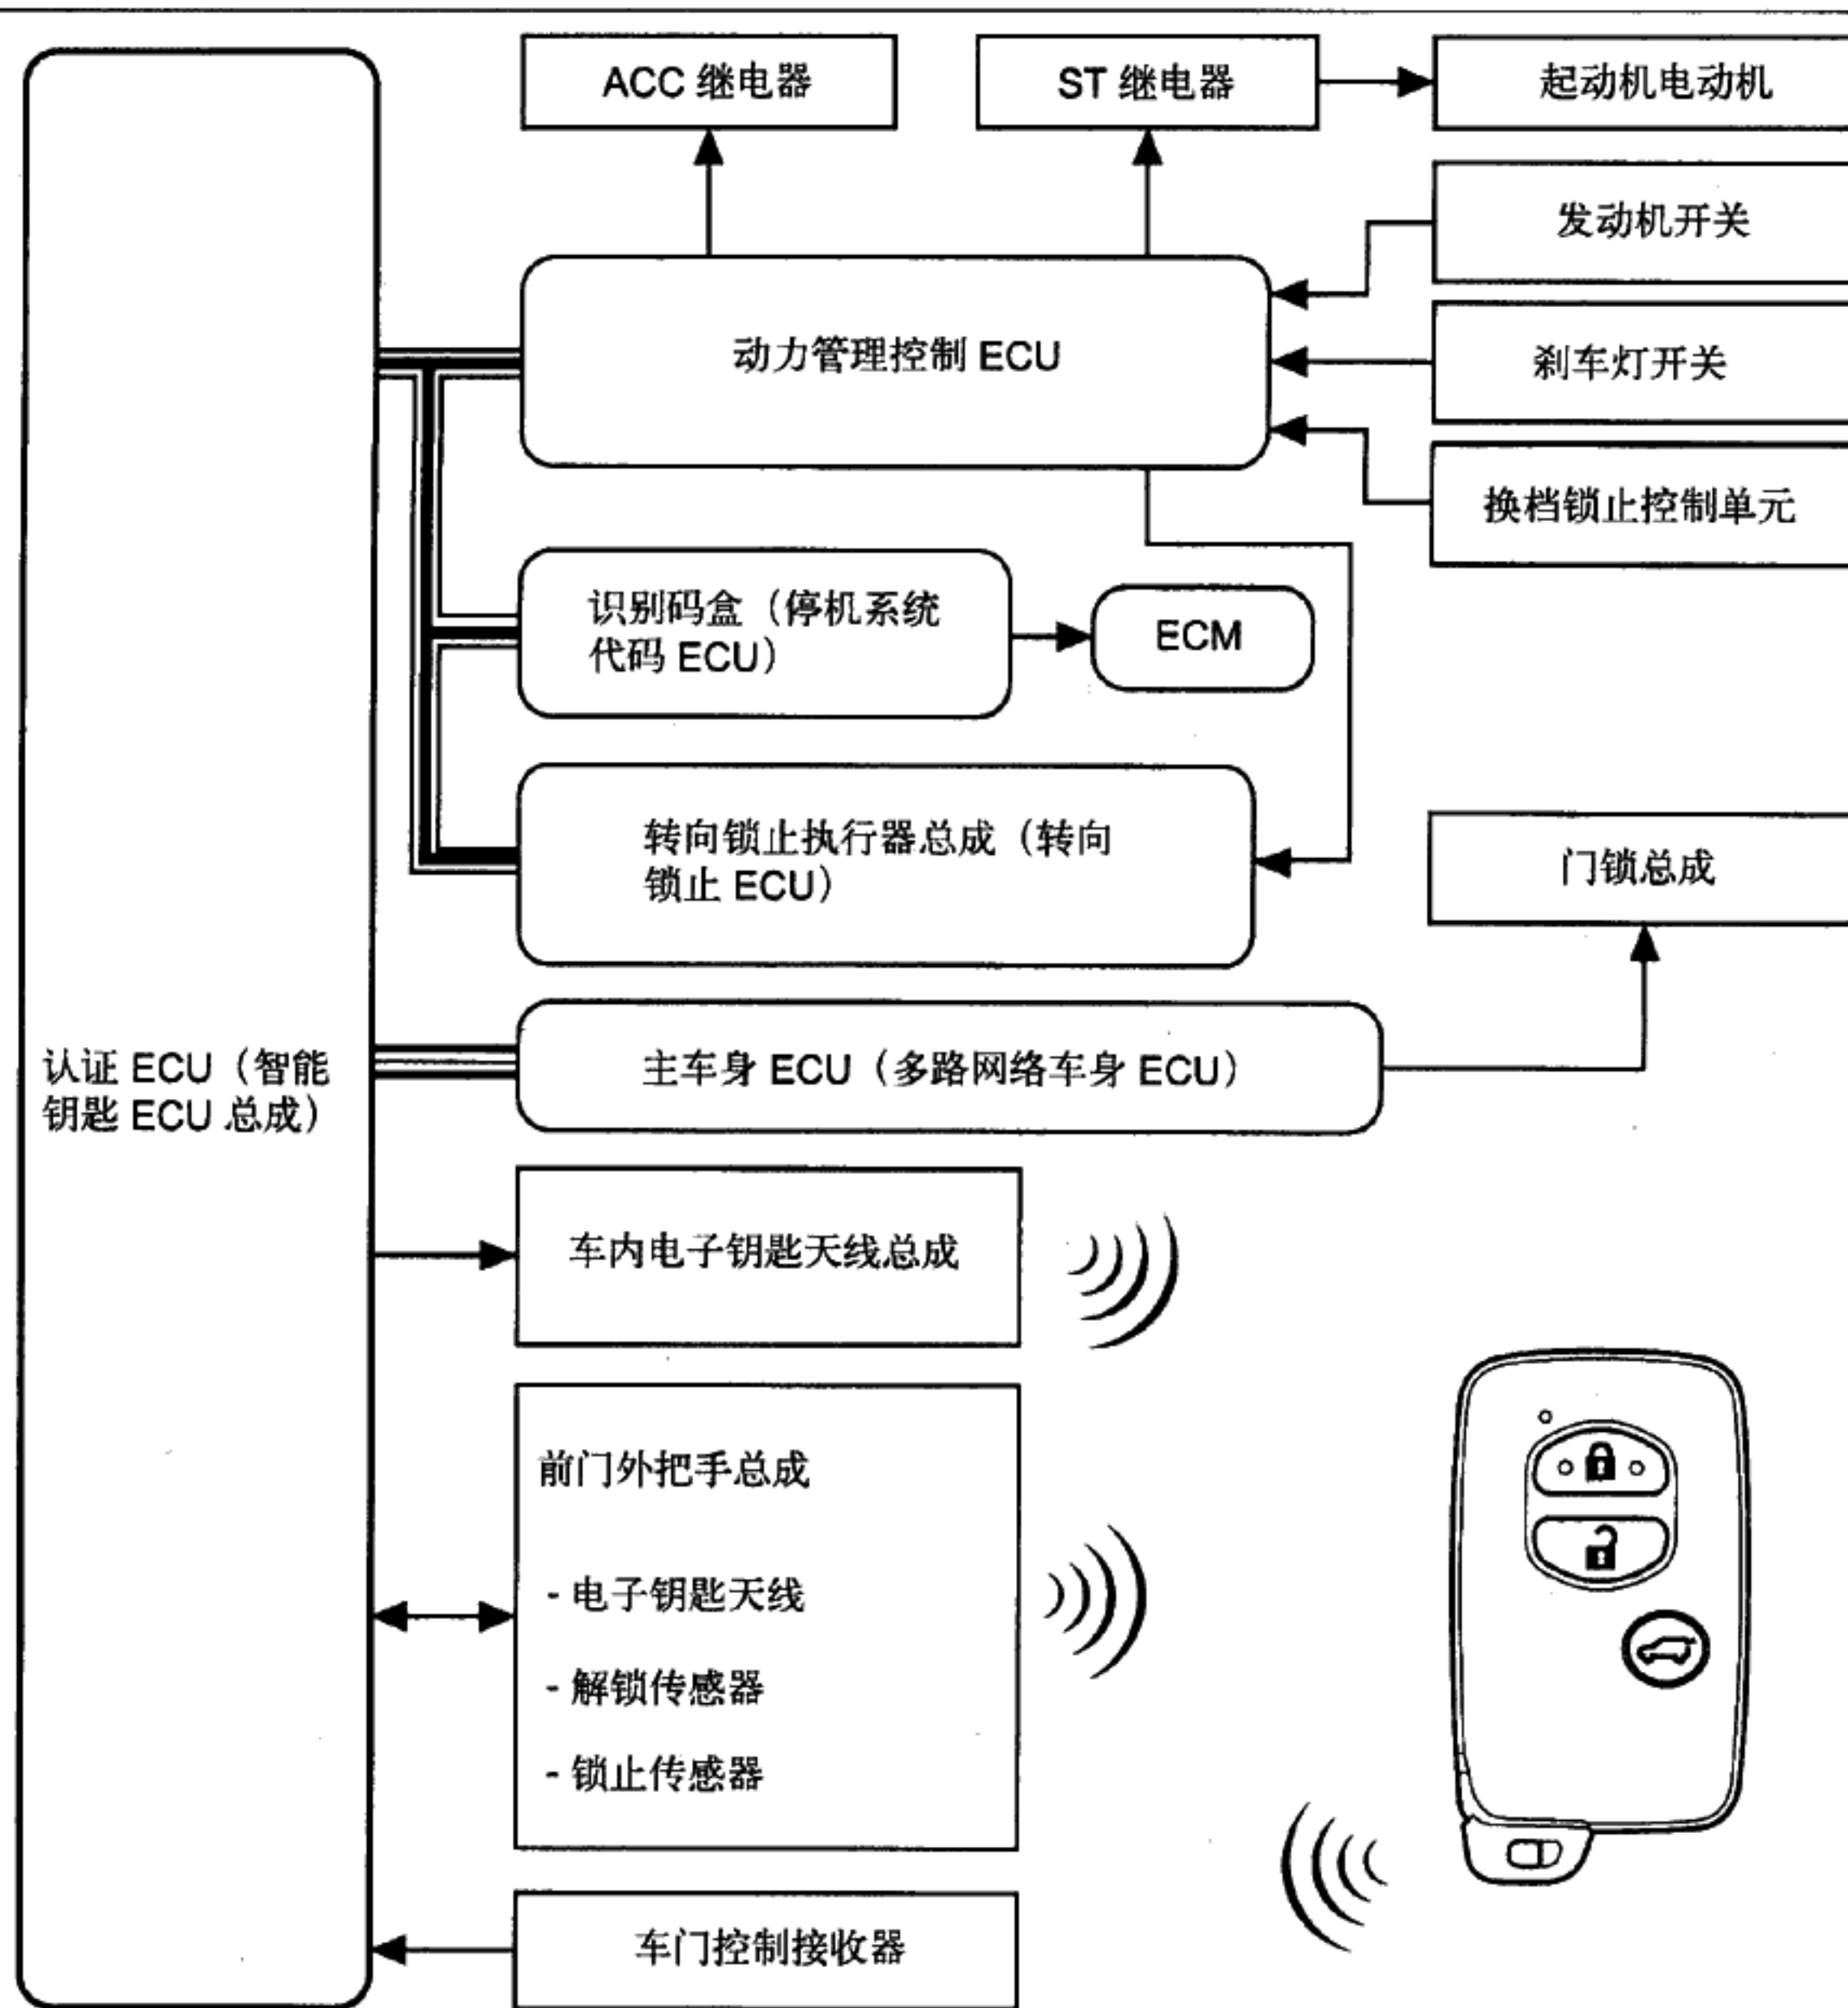 ACC 继电器
ST 继电器
起动机电动机
发动机开关
动力管理控制 ECU
刹车灯开关
换档锁止控制单元
识别码盒（停机系统
代码 ECU）
ECM
转向锁止执行器总成（转向
锁止 ECU）
门锁总成
认证 ECU（智能
钥匙 ECU 总成）
主车身 ECU（多路网络车身 ECU）
车内电子钥匙天线总成
前门外把手总成
- 电子钥匙天线
- 解锁传感器
- 锁止传感器
车门控制接收器